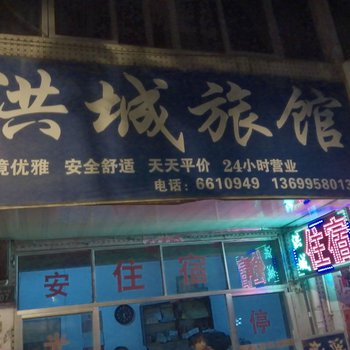 洪城旅馆
境优雅 安全舒适 天天平价 24小时营业
电话：6610949 1369958013
住宿
安 住 宿
停